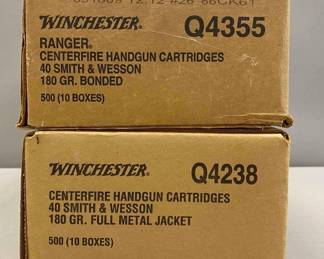 WINCHESTER® Q4355
RANGER®
CENTERFIRE HANDGUN CARTRIDGES
40 SMITH & WESSON
180 GR. BONDED
500 (10 BOXES)
WINCHESTER® Q4238
CENTERFIRE HANDGUN CARTRIDGES
40 SMITH & WESSON
180 GR. FULL METAL JACKET
500 (10 BOXES)